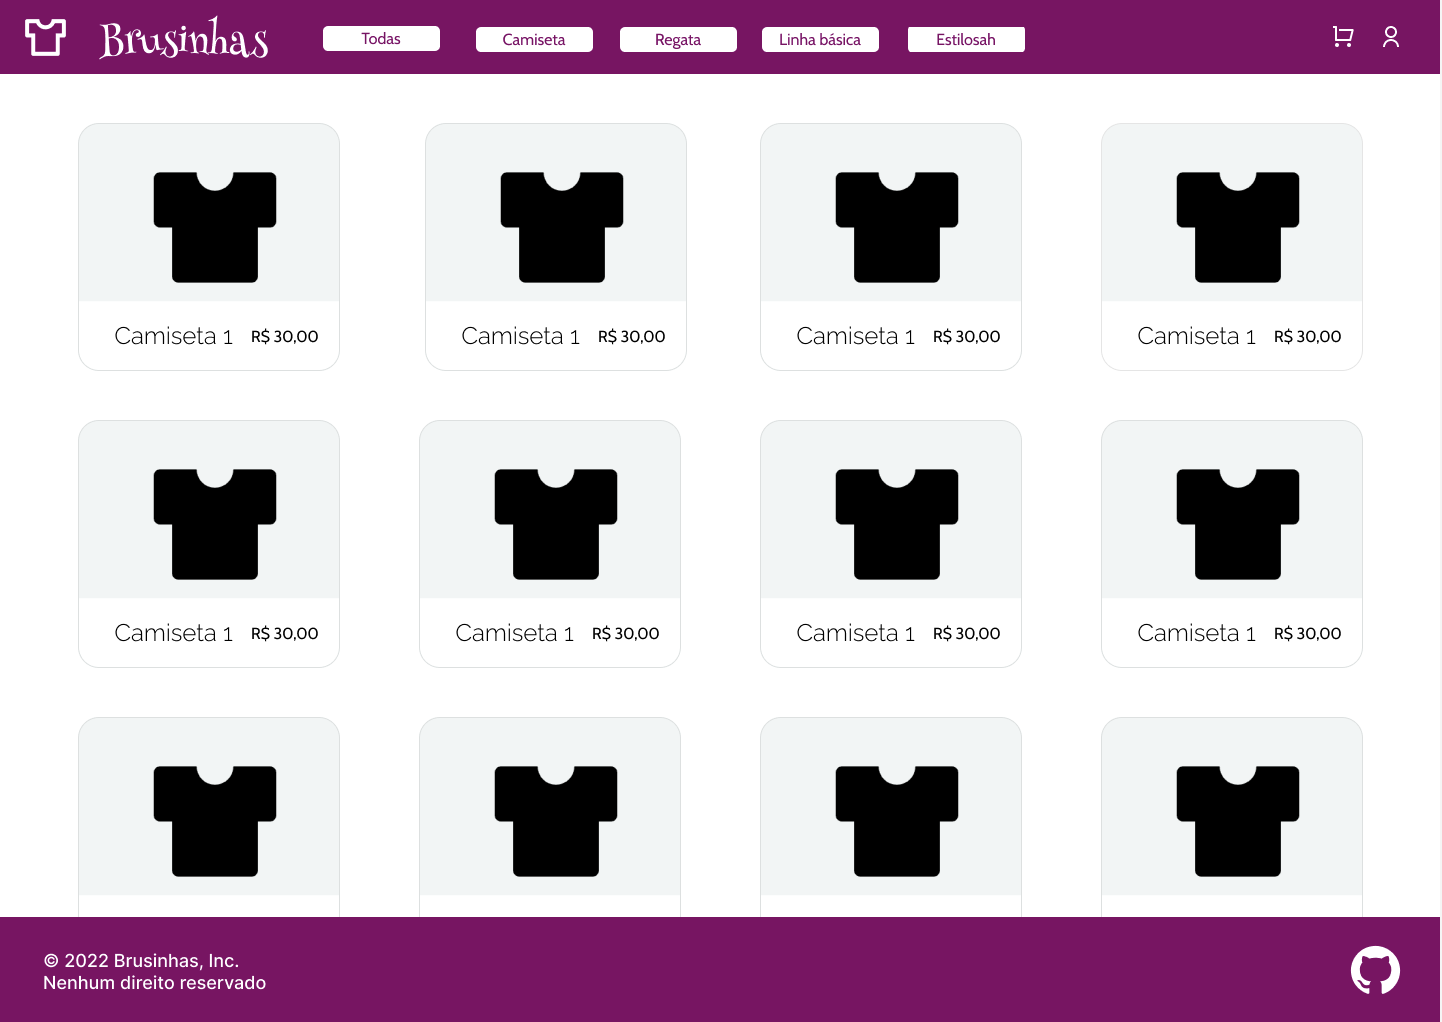 Brusinhas
Todas
Camiseta
Regata
Linha básica
Estilosah
Camiseta 1 R$ 30,00
Camiseta 1 R$ 30,00
Camiseta 1 R$ 30,00
Camiseta 1 R$ 30,00
Camiseta 1 R$ 30,00
Camiseta 1 R$ 30,00
Camiseta 1 R$ 30,00
Camiseta 1 R$ 30,00
© 2022 Brusinhas, Inc.
Nenhum direito reservado